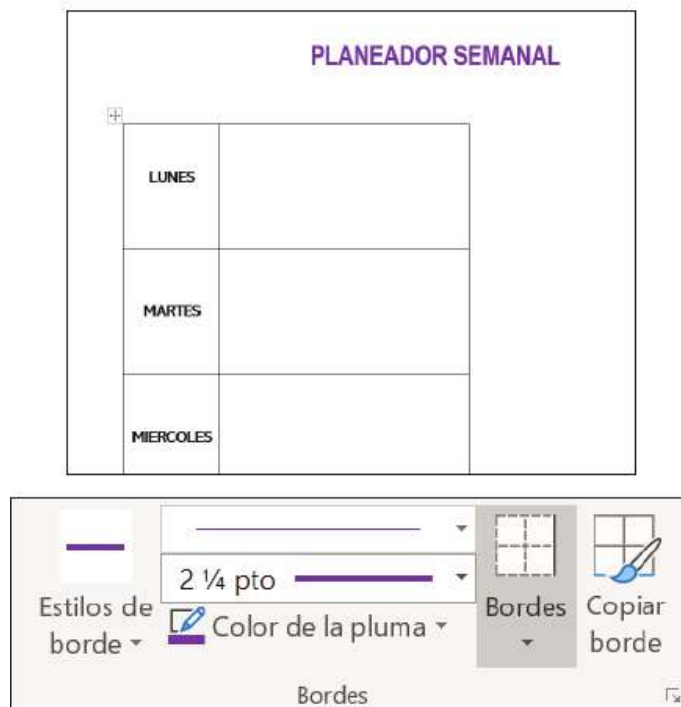 PLANEADOR SEMANAL
LUNES
MARTES
MIERCOLES
2 ¼ pto
Estilos de borde
Color de la pluma
Bordes
Copiar borde
Bordes